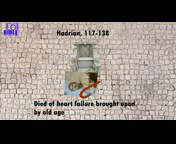 Hadrian, 117-138
Died of heart failure brought upon
by old age